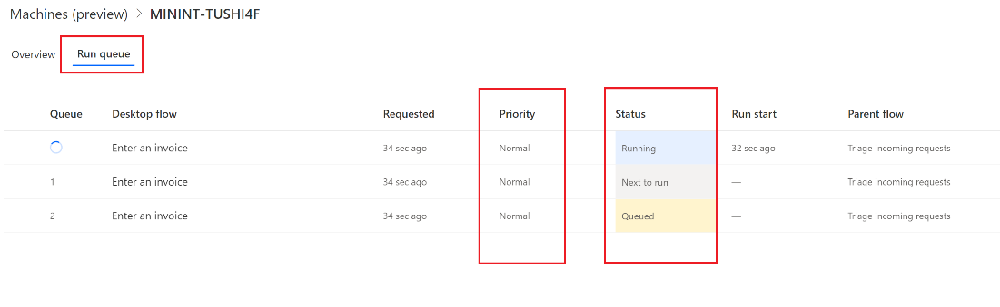 Machines (preview) > MININT-TUSHI4F
Overview Run queue
Queue Desktop flow Requested Priority Status Run start Parent flow
Enter an invoice 34 sec ago Normal Running 32 sec ago Triage incoming requests
1 Enter an invoice 34 sec ago Normal Next to run — Triage incoming requests
2 Enter an invoice 34 sec ago Normal Queued — Triage incoming requests